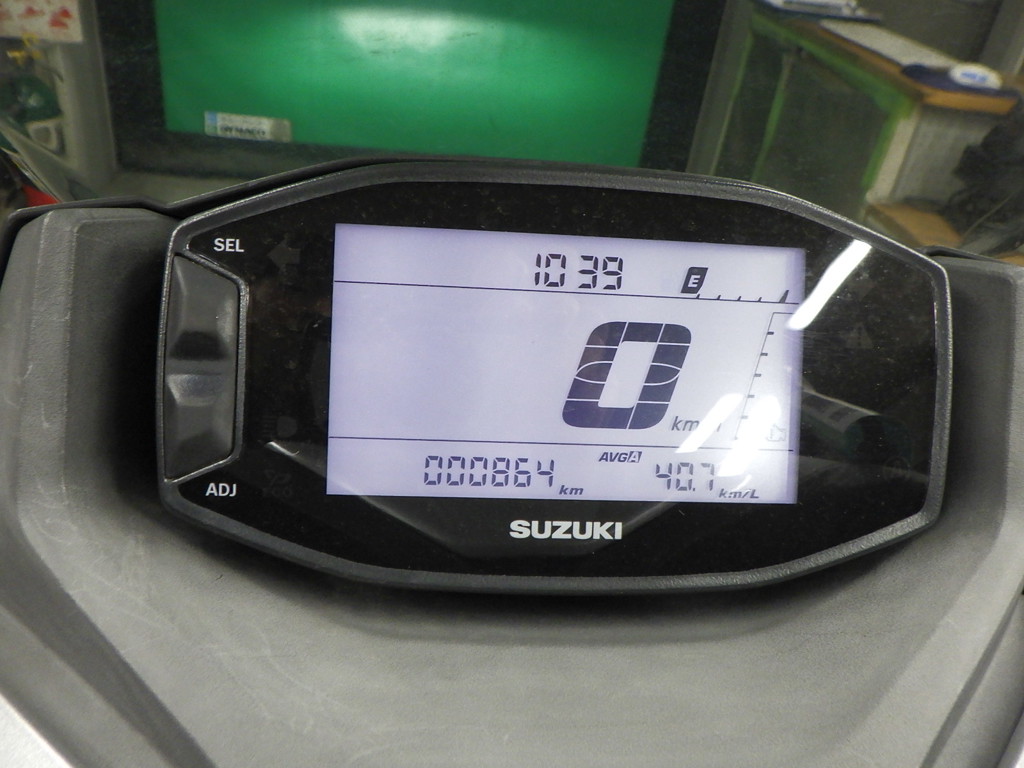 SEL
10 39
E
0
km
AVG A
000864 km
40.7 km/L
ADJ
SUZUKI